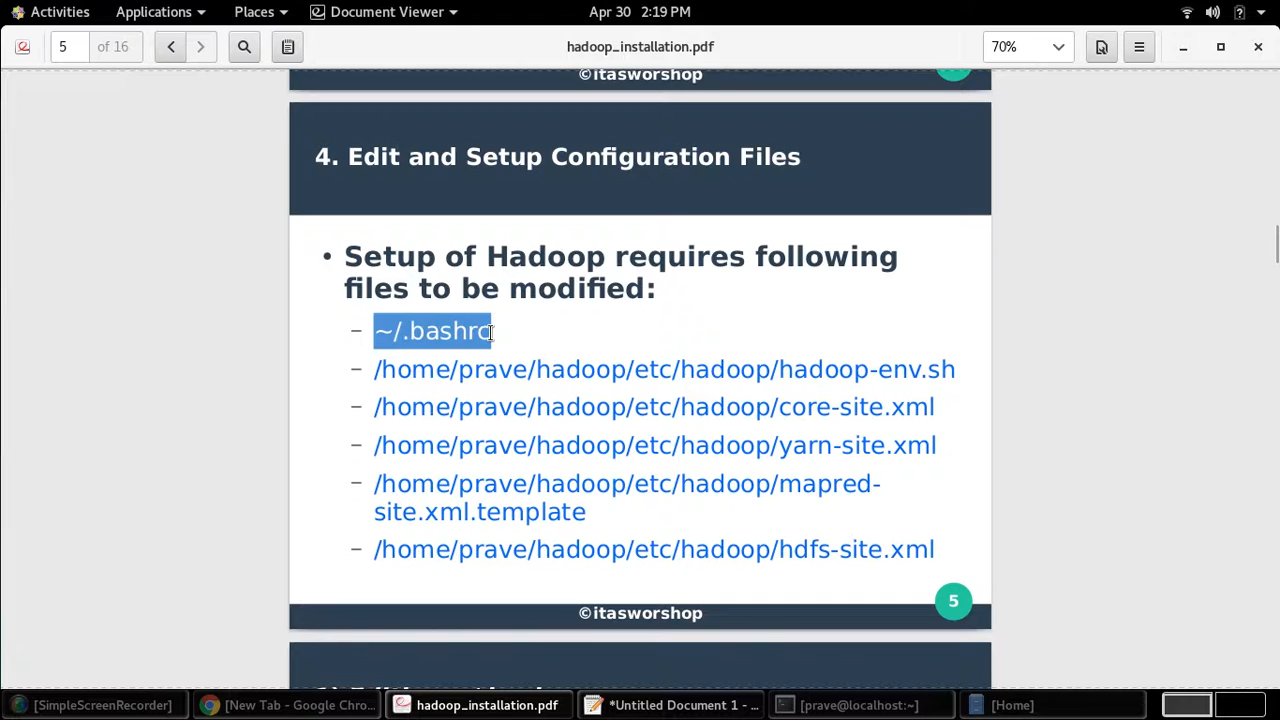 Activities Applications Places Document Viewer Apr 30 2:19 PM
5 of 16 hadoop_installation.pdf 70%
©itasworshop
4. Edit and Setup Configuration Files
• Setup of Hadoop requires following
files to be modified:
– ~/.bashrc
– /home/prave/hadoop/etc/hadoop/hadoop-env.sh
– /home/prave/hadoop/etc/hadoop/core-site.xml
– /home/prave/hadoop/etc/hadoop/yarn-site.xml
– /home/prave/hadoop/etc/hadoop/mapred-
site.xml.template
– /home/prave/hadoop/etc/hadoop/hdfs-site.xml
5
©itasworshop
[SimpleScreenRecorder] [New Tab - Google Chro... hadoop_installation.pdf *Untitled Document 1 - ... [prave@localhost:~] [Home]